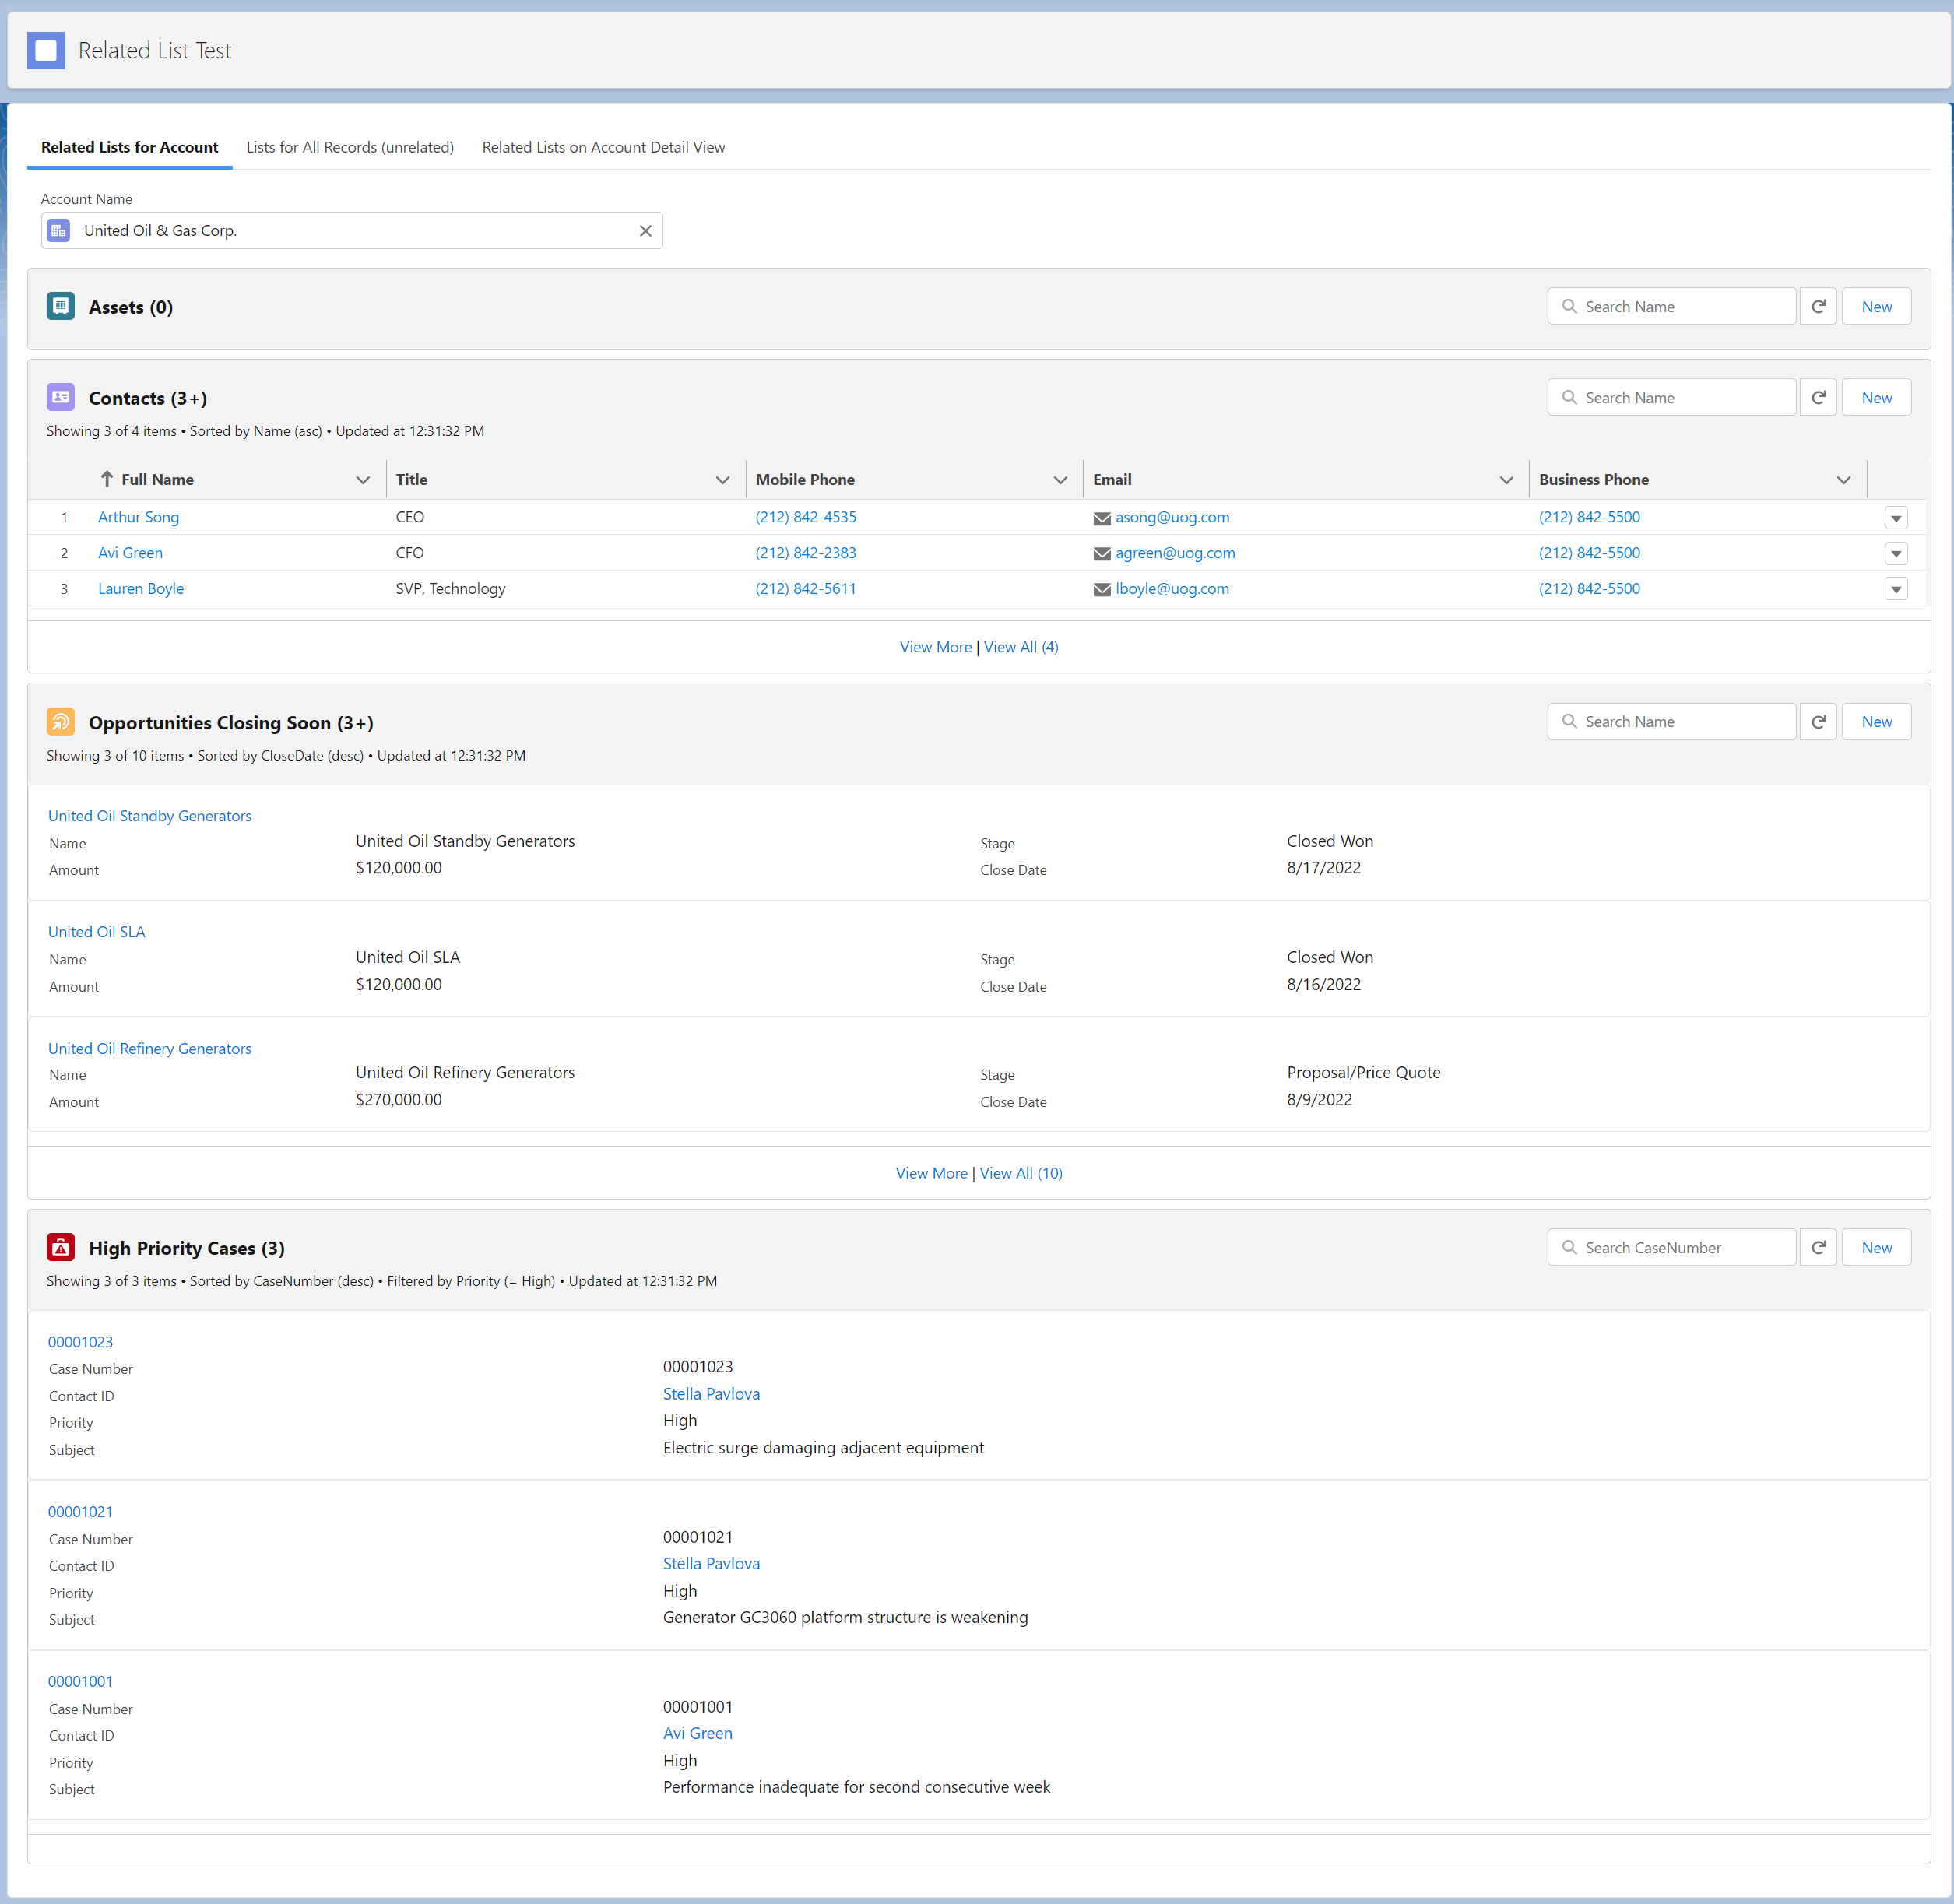 Related List Test
Related Lists for Account Lists for All Records (unrelated) Related Lists on Account Detail View
Account Name
United Oil & Gas Corp.
Assets (0) Search Name New
Contacts (3+) Search Name New
Showing 3 of 4 items • Sorted by Name (asc) • Updated at 12:31:32 PM
Full Name Title Mobile Phone Email Business Phone
1 Arthur Song CEO (212) 842-4535 asong@uog.com (212) 842-5500
2 Avi Green CFO (212) 842-2383 agreen@uog.com (212) 842-5500
3 Lauren Boyle SVP, Technology (212) 842-5611 lboyle@uog.com (212) 842-5500
View More | View All (4)
Opportunities Closing Soon (3+) Search Name New
Showing 3 of 10 items • Sorted by CloseDate (desc) • Updated at 12:31:32 PM
United Oil Standby Generators
Name United Oil Standby Generators Stage Closed Won
Amount $120,000.00 Close Date 8/17/2022
United Oil SLA
Name United Oil SLA Stage Closed Won
Amount $120,000.00 Close Date 8/16/2022
United Oil Refinery Generators
Name United Oil Refinery Generators Stage Proposal/Price Quote
Amount $270,000.00 Close Date 8/9/2022
View More | View All (10)
High Priority Cases (3) Search CaseNumber New
Showing 3 of 3 items • Sorted by CaseNumber (desc) • Filtered by Priority (= High) • Updated at 12:31:32 PM
00001023
Case Number 00001023
Contact ID Stella Pavlova
Priority High
Subject Electric surge damaging adjacent equipment
00001021
Case Number 00001021
Contact ID Stella Pavlova
Priority High
Subject Generator GC3060 platform structure is weakening
00001001
Case Number 00001001
Contact ID Avi Green
Priority High
Subject Performance inadequate for second consecutive week